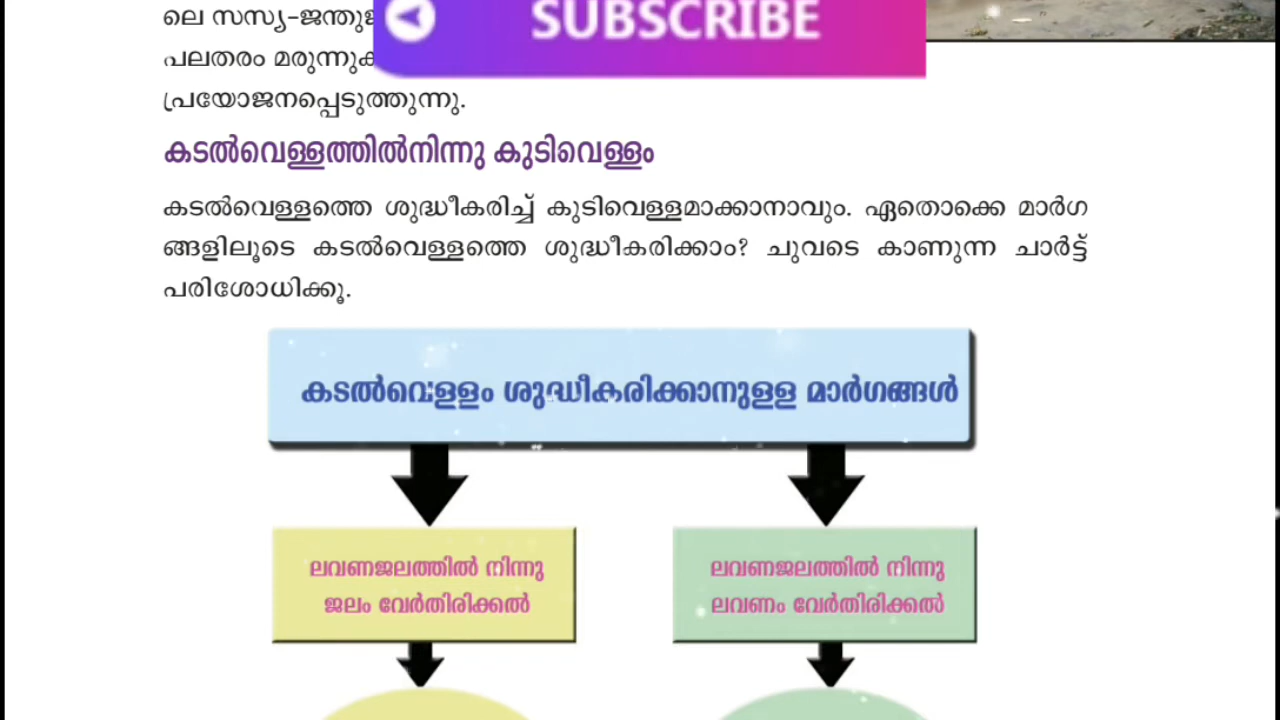 ലെ സസ്യ-ജന്തുജ
SUBSCRIBE
പലതരം മരുന്നുക
പ്രയോജനപ്പെടുത്തുന്നു.
കടൽവെള്ളത്തിൽനിന്നു കുടിവെള്ളം
കടൽവെള്ളത്തെ ശുദ്ധീകരിച്ച് കുടിവെള്ളമാക്കാനാവും. ഏതൊക്കെ മാർഗ
ങ്ങളിലൂടെ കടൽവെള്ളത്തെ ശുദ്ധീകരിക്കാം? ചുവടെ കാണുന്ന ചാർട്ട്
പരിശോധിക്കൂ.
കടൽവെള്ളം ശുദ്ധീകരിക്കാനുള്ള മാർഗങ്ങൾ
ലവണജലത്തിൽ നിന്നു
ജലം വേർതിരിക്കൽ
ലവണജലത്തിൽ നിന്നു
ലവണം വേർതിരിക്കൽ